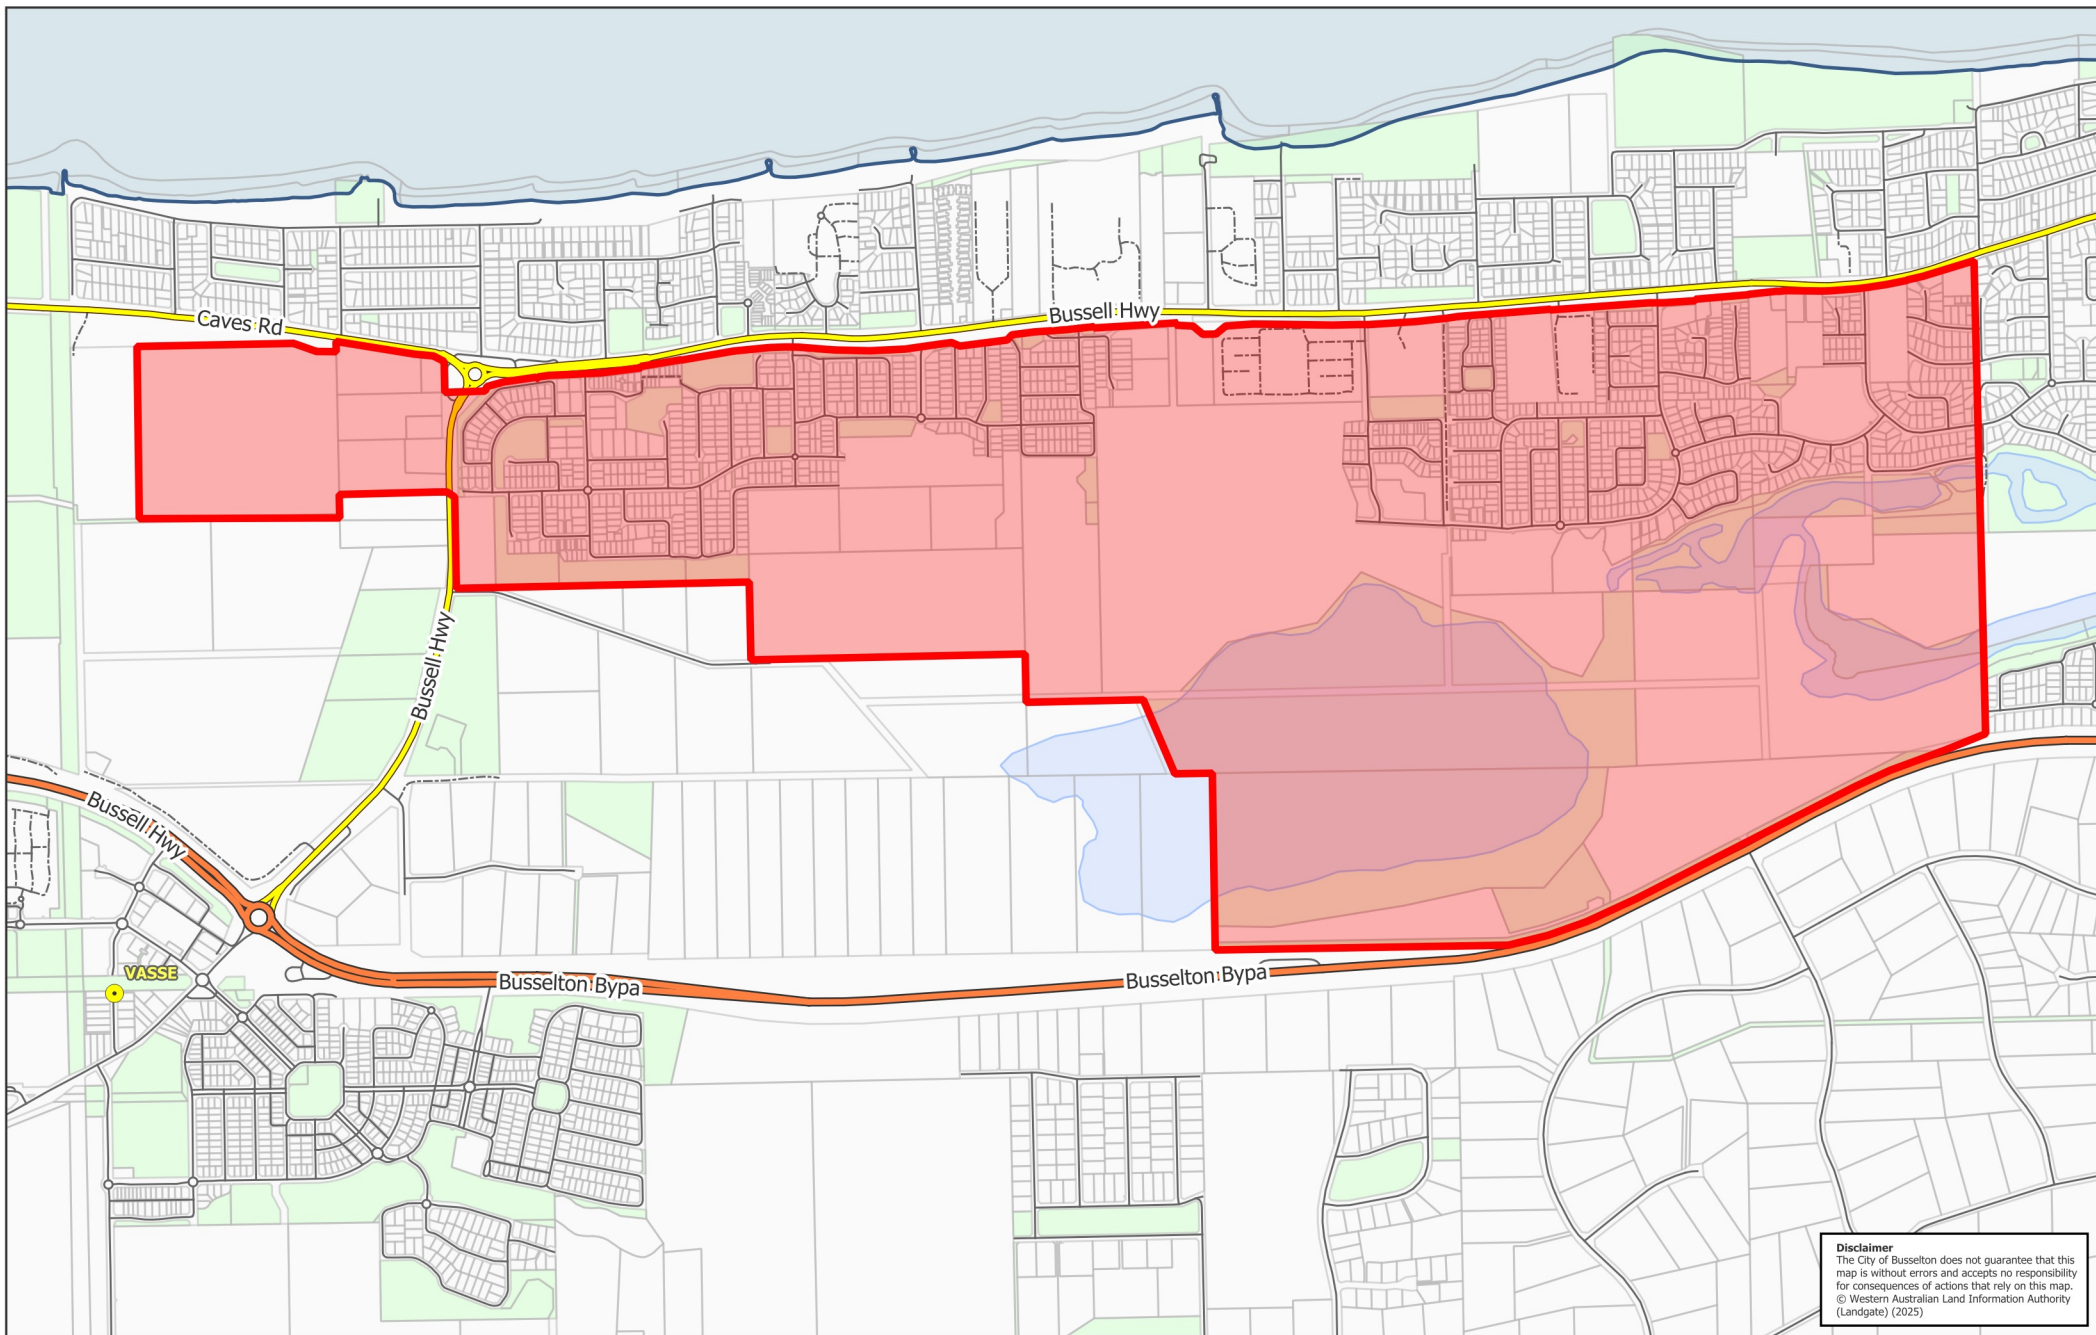 Caves Rd
Bussell Hwy
Bussell Hwy
Bussell Hwy
VASSE
Busselton Bypa
Busselton Bypa
Disclaimer
The City of Busselton does not guarantee that this
map is without errors and accepts no responsibility
for consequences of actions that rely on this map.
© Western Australian Land Information Authority
(Landgate) (2025)